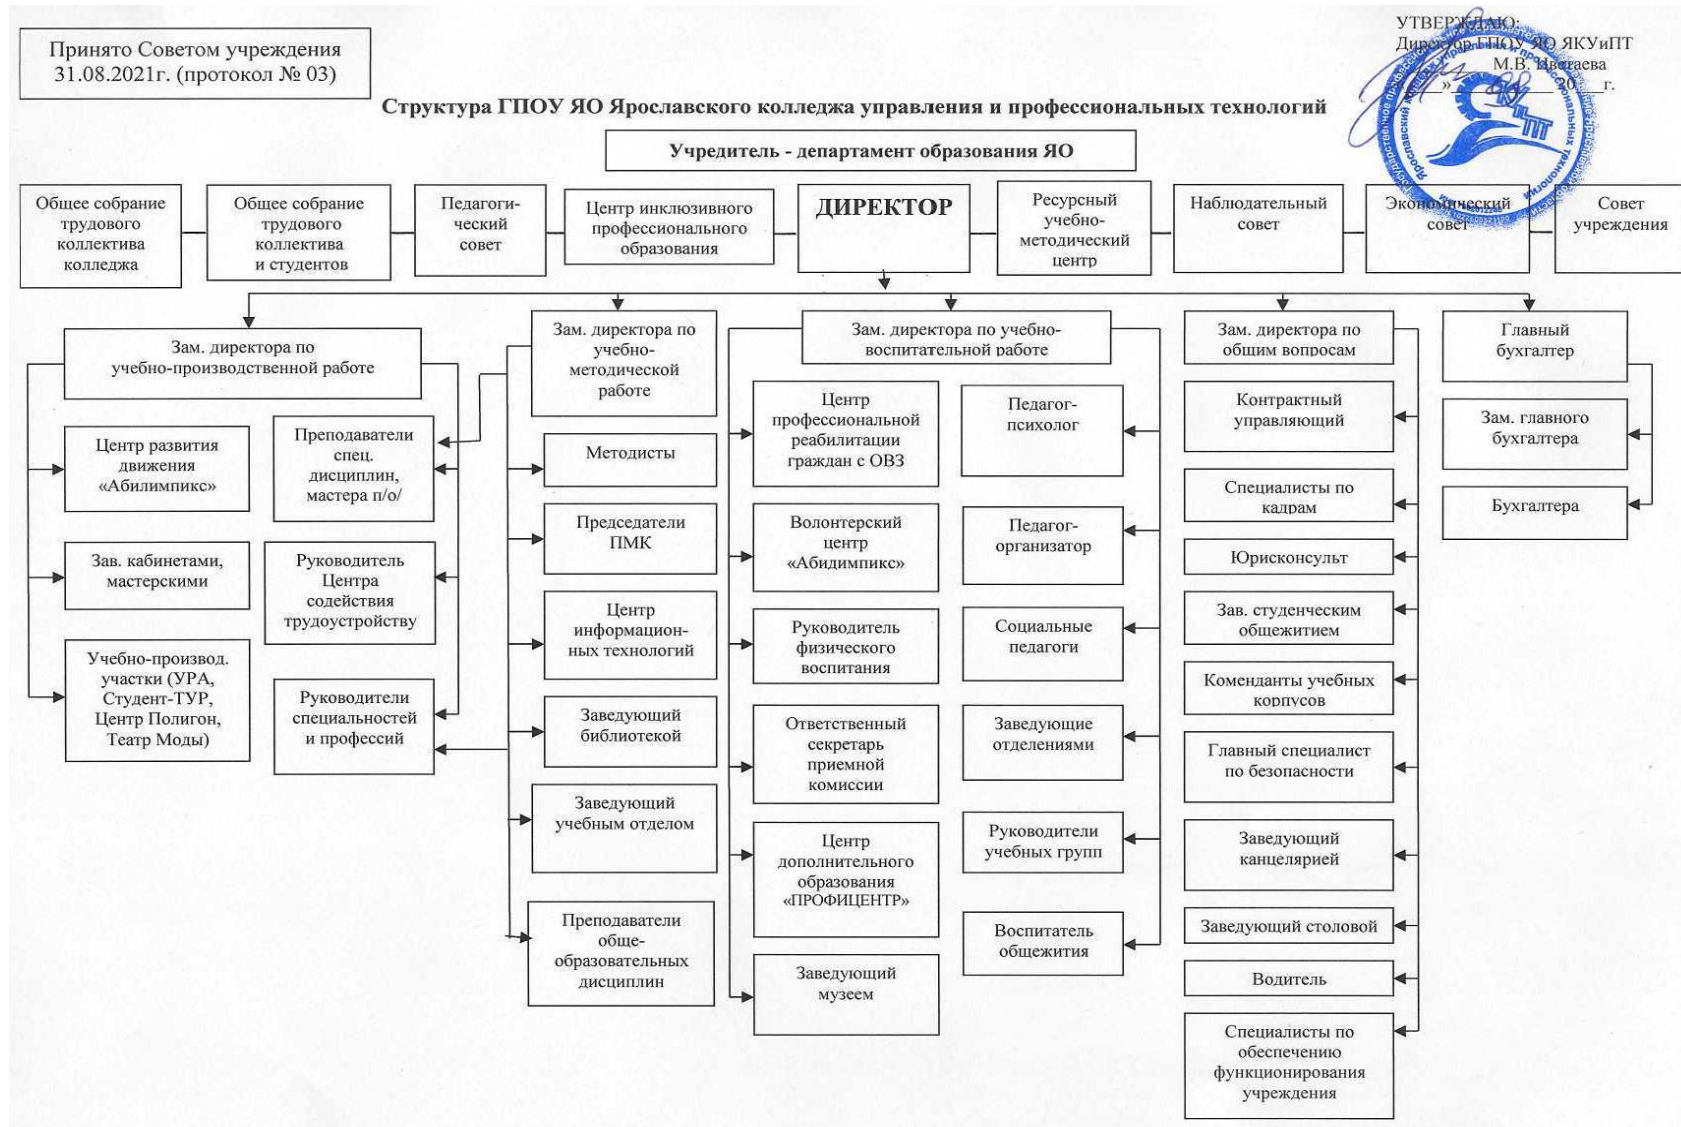 Принято Советом учреждения
31.08.2021г. (протокол № 03)
УТВЕРЖДАЮ:
Директор ГПОУ ЯО ЯКУиПТ
М.В. Цветаева
Структура ГПОУ ЯО Ярославского колледжа управления и профессиональных технологий
Учредитель - департамент образования ЯО
Общее собрание
трудового
коллектива
колледжа
Общее собрание
трудового
коллектива
и студентов
Педагоги-
ческий
совет
Центр инклюзивного
профессионального
образования
ДИРЕКТОР
Ресурсный
учебно-
методический
центр
Наблюдательный
совет
Экономический
совет
Совет
учреждения
Зам. директора по
учебно-производственной работе
Центр развития
движения
«Абилимпикс»
Зав. кабинетами,
мастерскими
Учебно-производ.
участки (УРА,
Студент-ТУР,
Центр Полигон,
Театр Моды)
Преподаватели
спец.
дисциплин,
мастера п/о/
Руководитель
Центра
содействия
трудоустройству
Руководители
специальностей
и профессий
Зам. директора по
учебно-
методической
работе
Методисты
Председатели
ПМК
Центр
информацион-
ных технологий
Заведующий
библиотекой
Заведующий
учебным отделом
Преподаватели
обще-
образовательных
дисциплин
Зам. директора по учебно-
воспитательной работе
Центр
профессиональной
реабилитации
граждан с ОВЗ
Волонтерский
центр
«Абидимпикс»
Руководитель
физического
воспитания
Ответственный
секретарь
приемной
комиссии
Центр
дополнительного
образования
«ПРОФИЦЕНТР»
Заведующий
музеем
Педагог-
психолог
Педагог-
организатор
Социальные
педагоги
Заведующие
отделениями
Руководители
учебных групп
Воспитатель
общежития
Зам. директора по
общим вопросам
Контрактный
управляющий
Специалисты по
кадрам
Юрисконсульт
Зав. студенческим
общежитием
Коменданты учебных
корпусов
Главный специалист
по безопасности
Заведующий
канцелярией
Заведующий столовой
Водитель
Специалисты по
обеспечению
функционирования
учреждения
Главный
бухгалтер
Зам. главного
бухгалтера
Бухгалтера